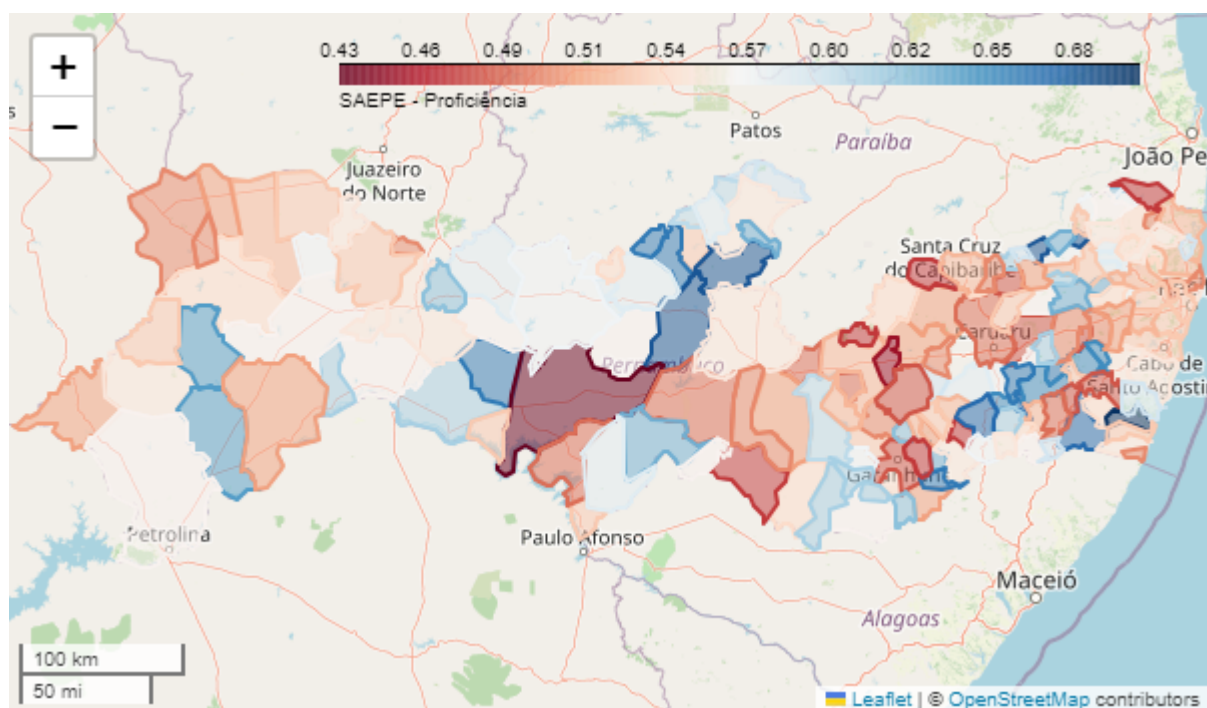 +
−
0.43 0.46 0.49 0.51 0.54 0.57 0.60 0.62 0.65 0.68
SAEPE - Proficiência
Patos
Paraíba
João Pe
Juazeiro
do Norte
Santa Cruz
do Capibaribe
Caruaru
Pernambuco
Cabo de
Santo Agostin
Garanhuns
Petrolina
Paulo Afonso
Maceió
Alagoas
100 km
50 mi
Leaflet | © OpenStreetMap contributors